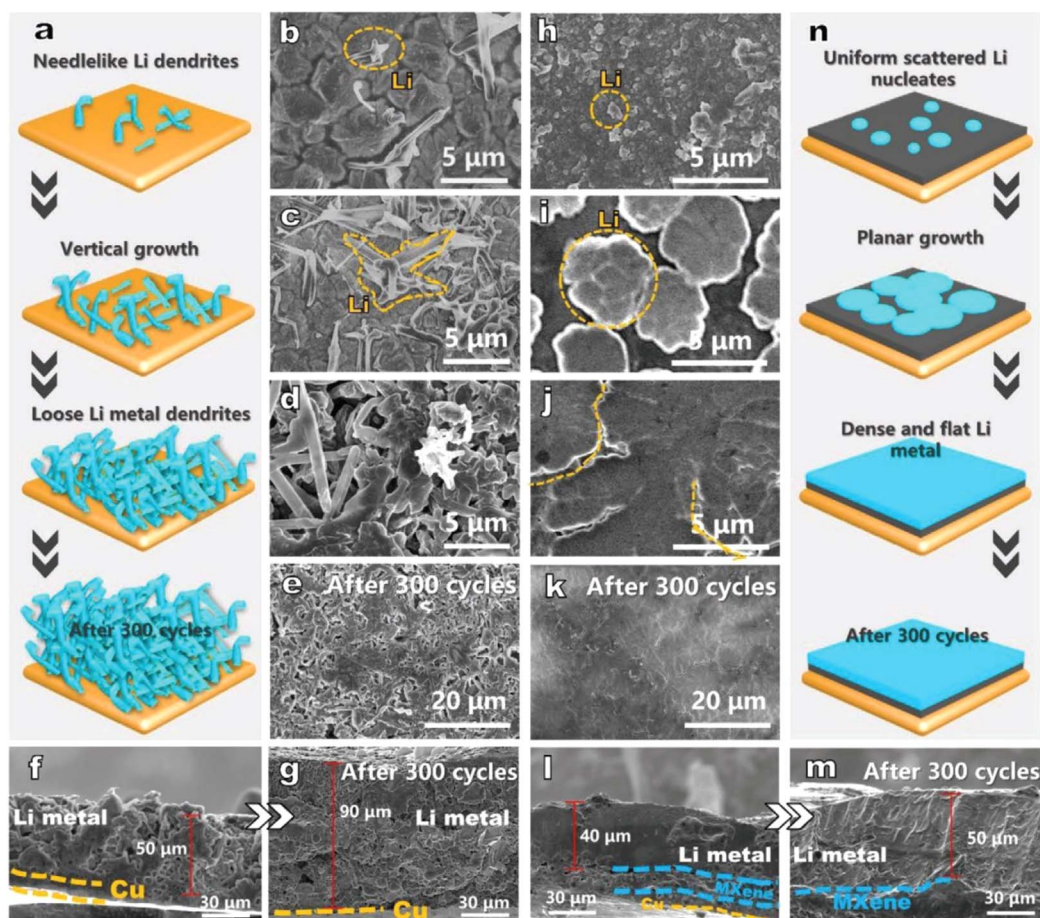 a
Needlelike Li dendrites
Vertical growth
Loose Li metal dendrites
After 300 cycles
b
Li
5 μm
c
Li
5 μm
d
5 μm
e
After 300 cycles
20 μm
h
Li
5 μm
i
Li
5 μm
j
5 μm
k
After 300 cycles
20 μm
n
Uniform scattered Li
nucleates
Planar growth
Dense and flat Li
metal
After 300 cycles
f
Li metal
50 μm
Cu
30 μm
g
After 300 cycles
90 μm
Li metal
Cu
30 μm
l
40 μm
Li metal
MXene
Cu
30 μm
m
After 300 cycles
50 μm
Li metal
MXene
30 μm